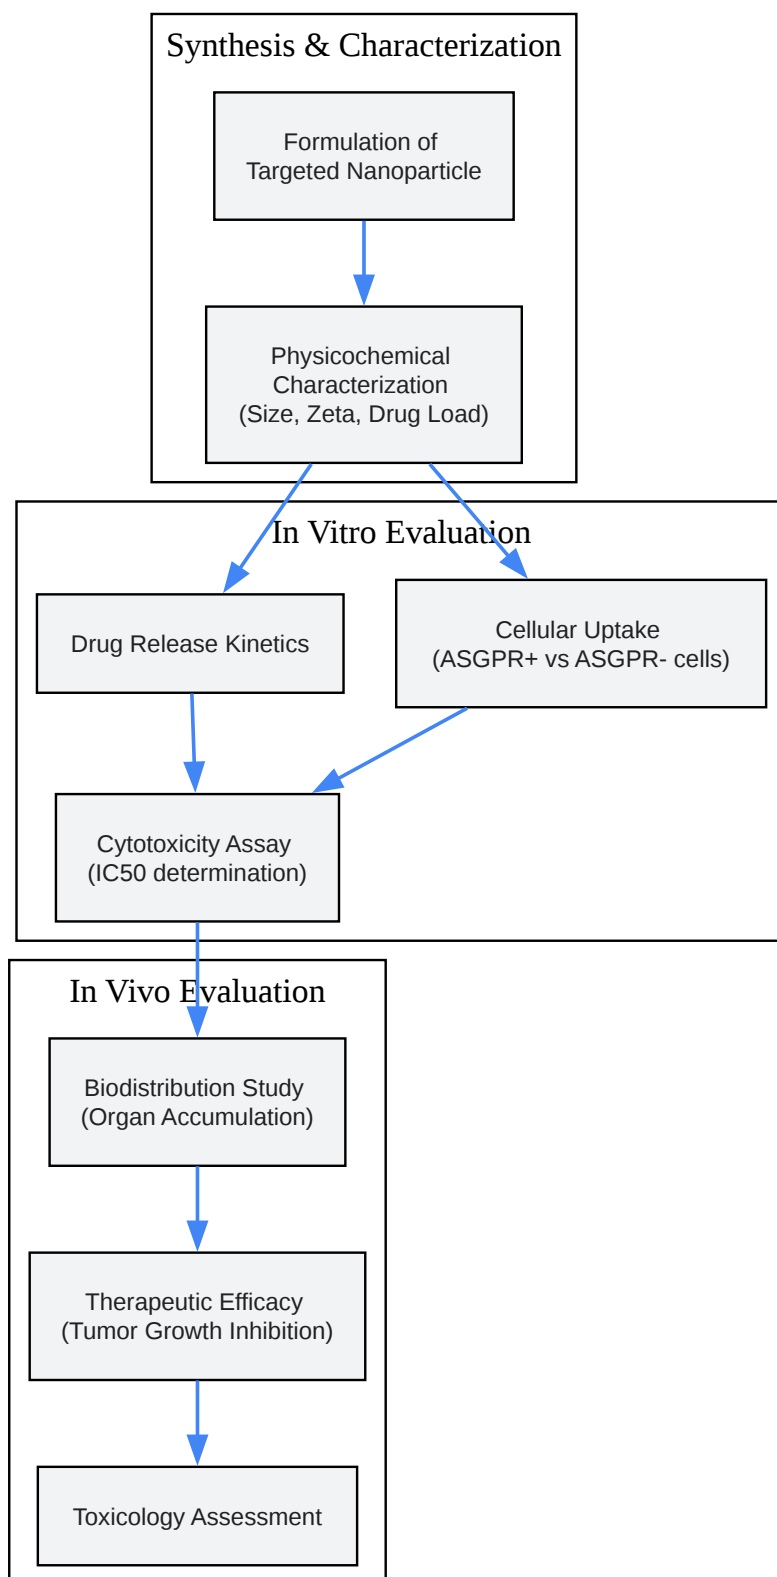 Synthesis & Characterization
Formulation of
Targeted Nanoparticle
Physicochemical
Characterization
(Size, Zeta, Drug Load)
In Vitro Evaluation
Drug Release Kinetics
Cellular Uptake
(ASGPR+ vs ASGPR- cells)
Cytotoxicity Assay
(IC50 determination)
In Vivo Evaluation
Biodistribution Study
(Organ Accumulation)
Therapeutic Efficacy
(Tumor Growth Inhibition)
Toxicology Assessment